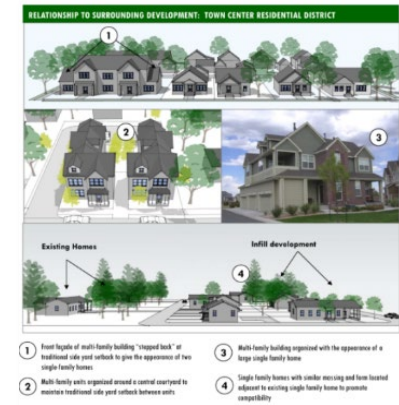 RELATIONSHIP TO SURROUNDING DEVELOPMENT: TOWN CENTER RESIDENTIAL DISTRICT
1
2
3
Existing Homes
Infill development
4
1 Front façade of multi-family building "stepped back" at
traditional side yard setback to give the appearance of two
single family homes
2 Multi-family units organized around a central courtyard to
maintain traditional side yard setback between units
3 Multi-family building organized with the appearance of a
large single family home
4 Single family homes with similar massing and form located
adjacent to existing single family home to promote
compatibility